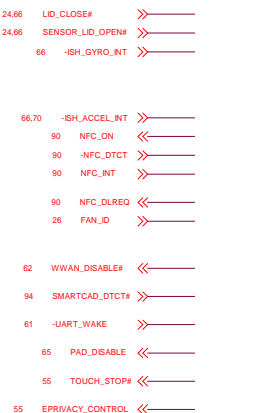 24,66 LID_CLOSE#
24,66 SENSOR_LID_OPEN#
66 -ISH_GYRO_INT
66,70 -ISH_ACCEL_INT
90 NFC_ON
90 -NFC_DTCT
90 NFC_INT
90 NFC_DLREQ
26 FAN_ID
62 WWAN_DISABLE#
94 SMARTCAD_DTCT#
61 -UART_WAKE
65 PAD_DISABLE
55 TOUCH_STOP#
55 EPRIVACY_CONTROL